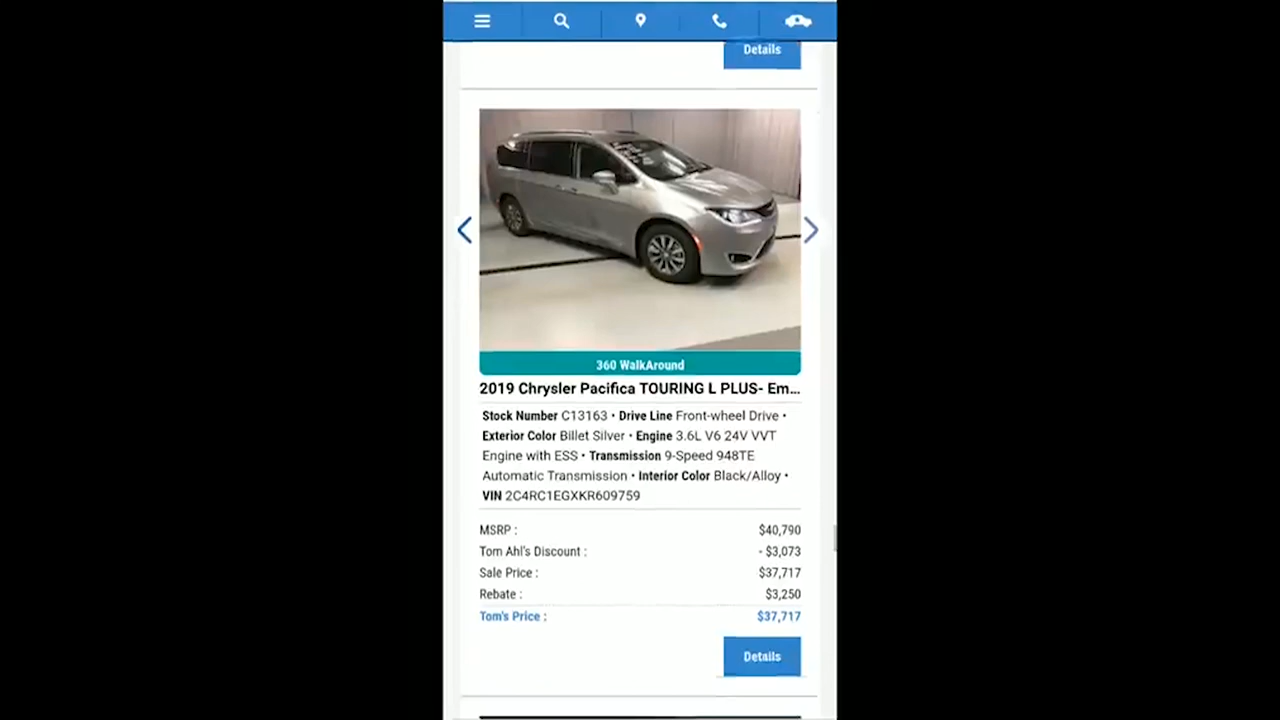 Details
360 WalkAround
2019 Chrysler Pacifica TOURING L PLUS- Em...
Stock Number C13163 • Drive Line Front-wheel Drive •
Exterior Color Billet Silver • Engine 3.6L V6 24V VVT
Engine with ESS • Transmission 9-Speed 948TE
Automatic Transmission • Interior Color Black/Alloy •
VIN 2C4RC1EGXKR609759
MSRP : $40,790
Tom Ahl's Discount : - $3,073
Sale Price : $37,717
Rebate : $3,250
Tom's Price : $37,717
Details